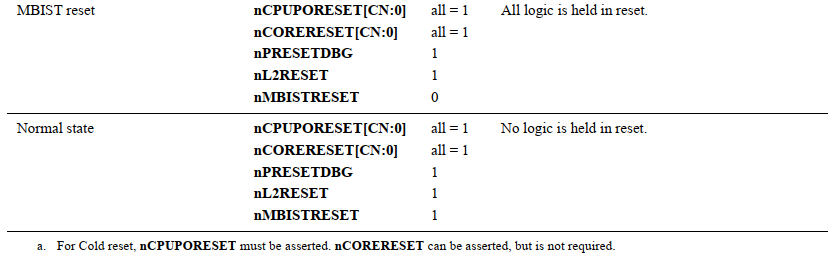 MBIST reset nCPUPORESET[CN:0] all = 1 All logic is held in reset.
nCORERESET[CN:0] all = 1
nPRESETDBG 1
nL2RESET 1
nMBISTRESET 0
Normal state nCPUPORESET[CN:0] all = 1 No logic is held in reset.
nCORERESET[CN:0] all = 1
nPRESETDBG 1
nL2RESET 1
nMBISTRESET 1
a. For Cold reset, nCPUPORESET must be asserted. nCORERESET can be asserted, but is not required.